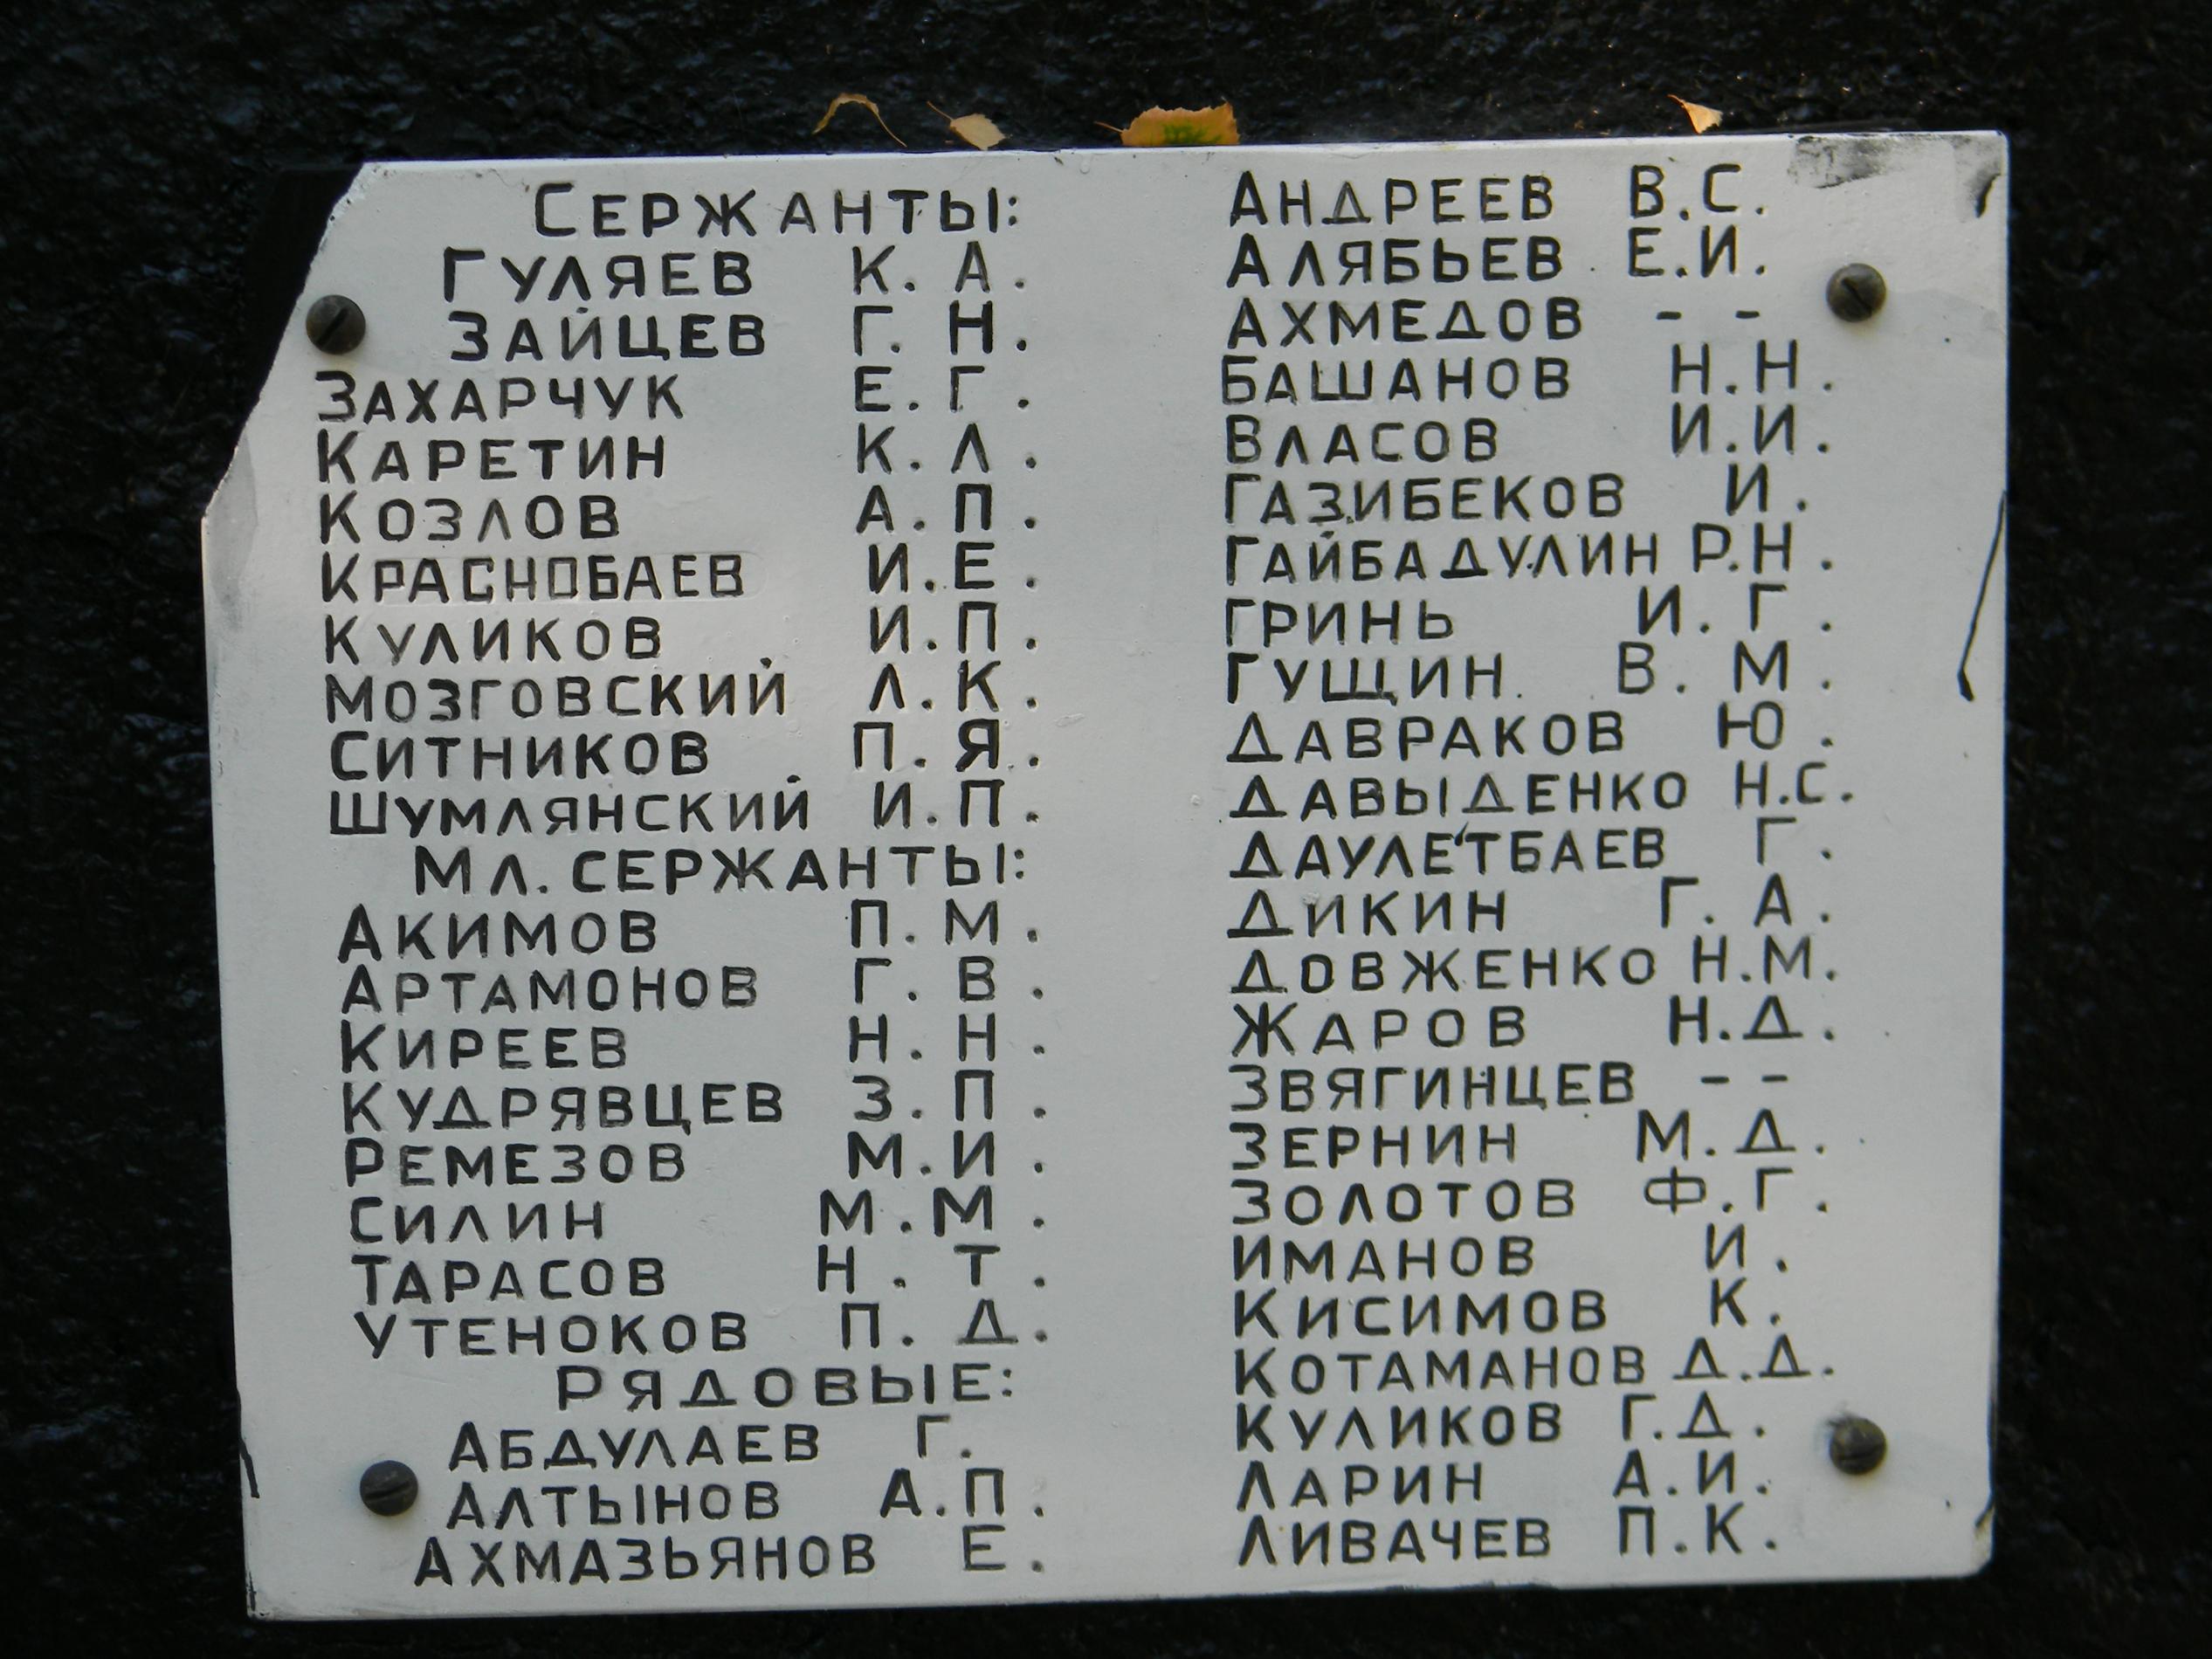 СЕРЖАНТЫ:
ГУЛЯЕВ К.А.
ЗАЙЦЕВ Г.Н.
ЗАХАРЧУК Е.Г.
КАРЕТИН К.Л.
КОЗЛОВ А.П.
КРАСНОБАЕВ И.Е.
КУЛИКОВ И.П.
МОЗГОВСКИЙ Л.К.
СИТНИКОВ П.Я.
ШУМЛЯНСКИЙ И.П.
МЛ. СЕРЖАНТЫ:
АКИМОВ П.М.
АРТАМОНОВ Г.В.
КИРЕЕВ Н.Н.
КУДРЯВЦЕВ З.П.
РЕМЕЗОВ М.И.
СИЛИН М.М.
ТАРАСОВ Н.Т.
УТЕНОКОВ П.Д.
РЯДОВЫЕ:
АБДУЛАЕВ Г.
АЛТЫНОВ А.П.
АХМАЗЬЯНОВ Е.
АНДРЕЕВ В.С.
АЛЯБЬЕВ Е.И.
АХМЕДОВ - -
БАШАНОВ Н.Н.
ВЛАСОВ И.И.
ГАЗИБЕКОВ И.
ГАЙБАДУЛИН Р.Н.
ГРИНЬ И.Г.
ГУЩИН В.М.
ДАВРАКОВ Ю.
ДАВЫДЕНКО Н.С.
ДАУЛЕТБАЕВ Г.
ДИКИН Г.А.
ДОВЖЕНКО Н.М.
ЖАРОВ Н.Д.
ЗВЯГИНЦЕВ - -
ЗЕРНИН М.Д.
ЗОЛОТОВ Ф.Г.
ИМАНОВ И.
КИСИМОВ К.
КОТАМАНОВ Д.Д.
КУЛИКОВ Г.Д.
ЛАРИН А.И.
ЛИВАЧЕВ П.К.